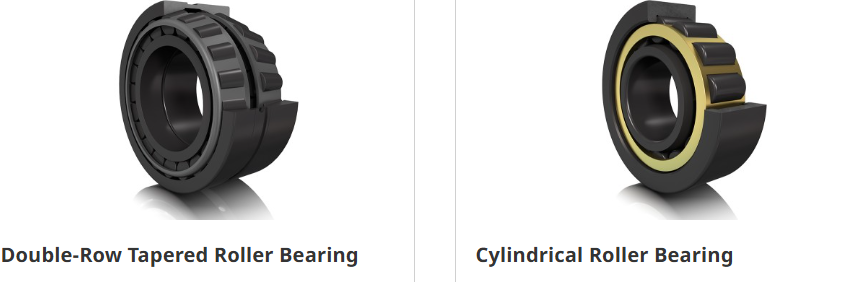 Double-Row Tapered Roller Bearing
Cylindrical Roller Bearing